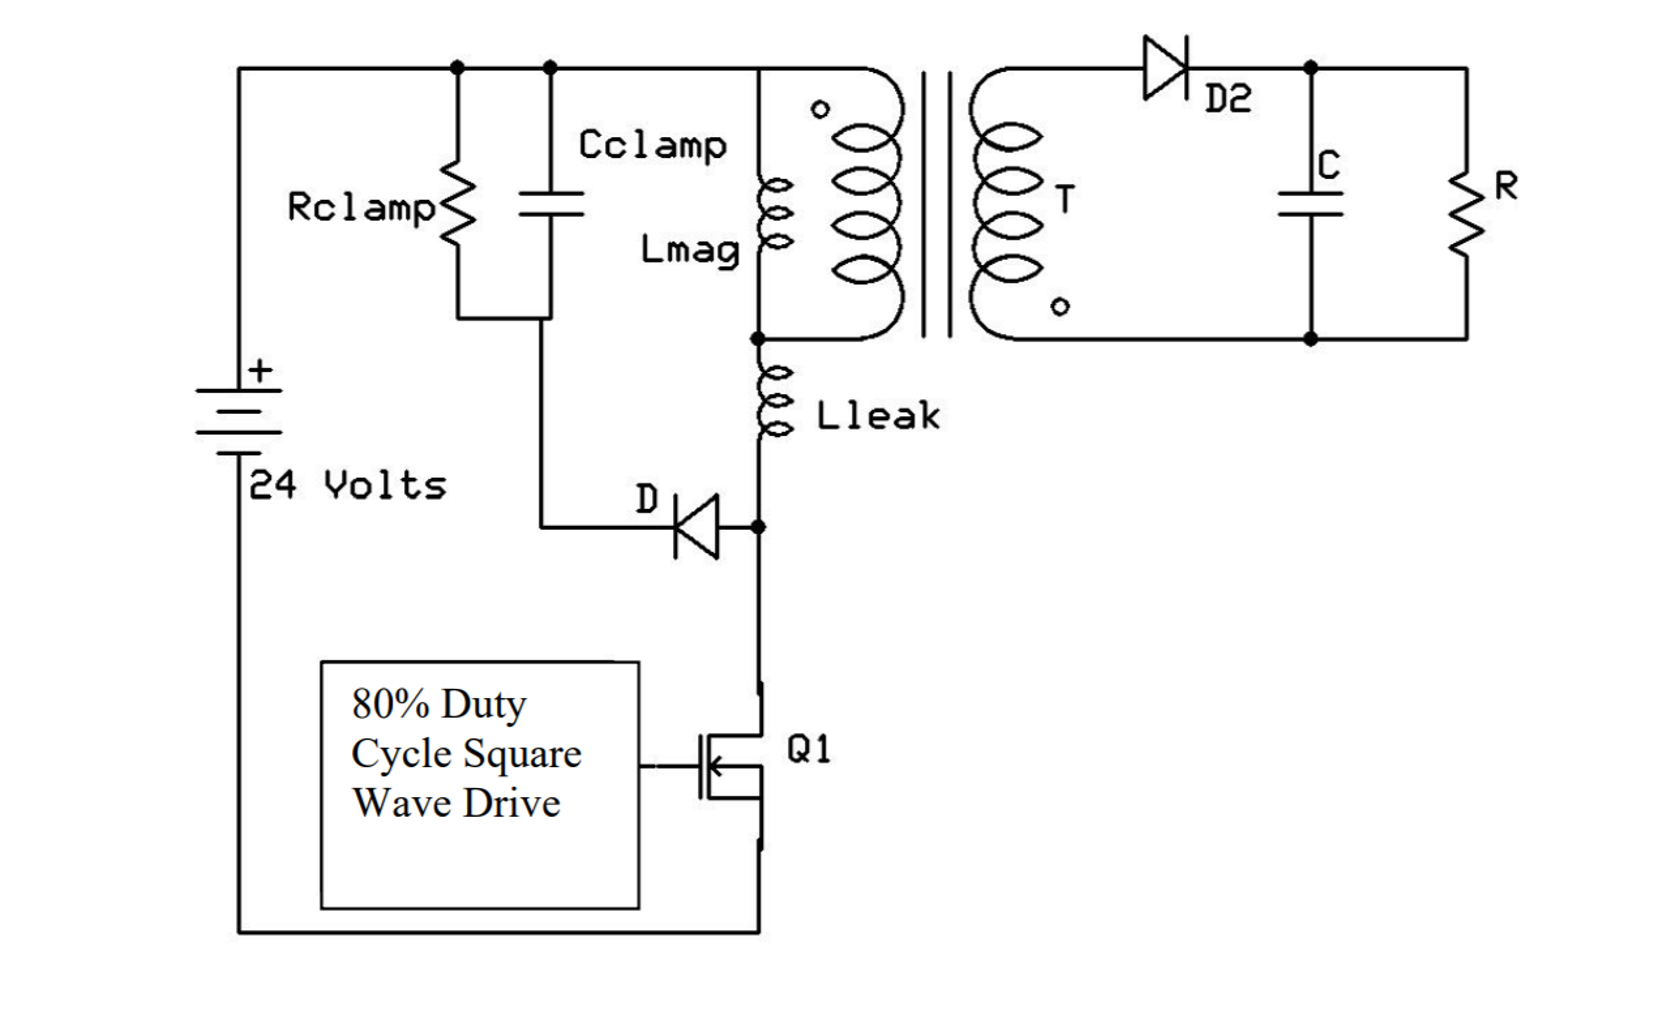 D2
Cclamp
C
Rclamp
T
R
Lmag
+
Lleak
24 Volts
D
80% Duty
Cycle Square
Wave Drive
Q1